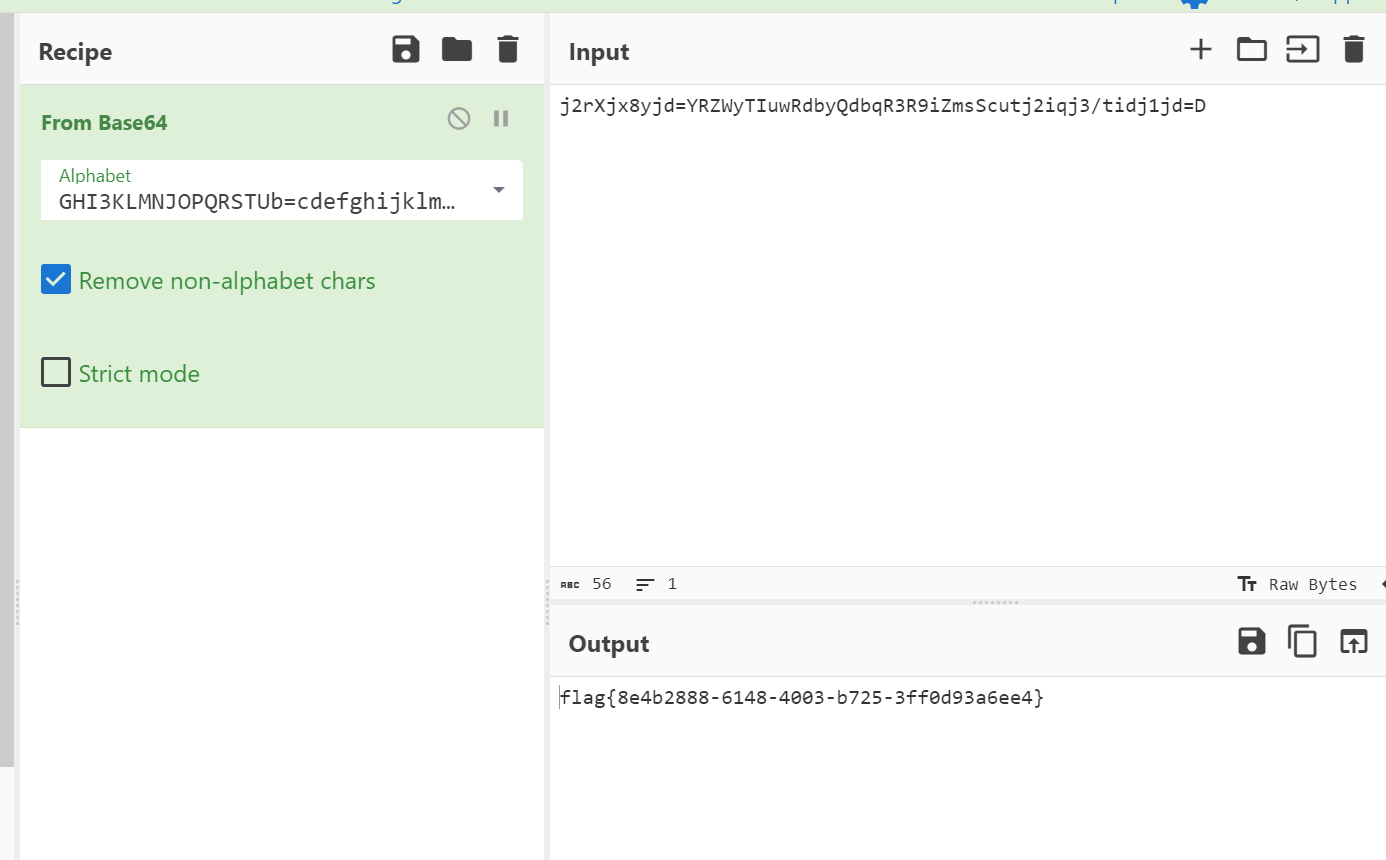 Recipe
Input
From Base64
Alphabet
GHI3KLMNJOPQRSTUb=cdefghijklm…
Remove non-alphabet chars
Strict mode
j2rXjx8yjd=YRZWyTIuwRdbyQdbqR3R9iZmsScutj2iqj3/tidj1jd=D
ABC 56 1
Tт Raw Bytes
Output
flag{8e4b2888-6148-4003-b725-3ff0d93a6ee4}